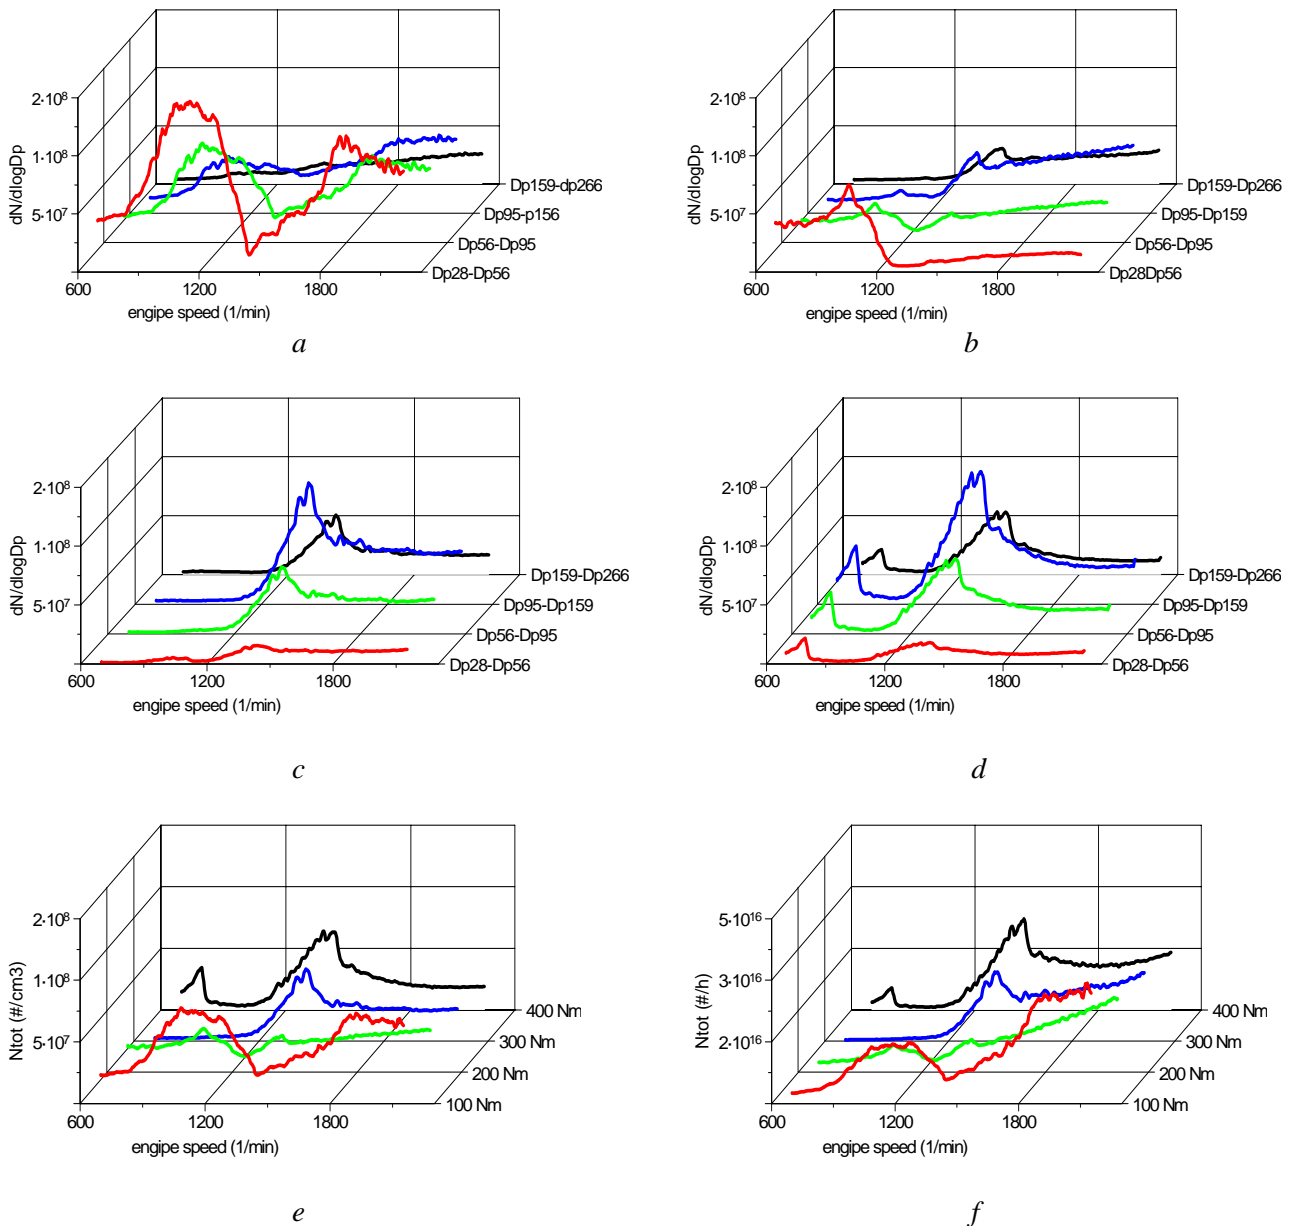 2·10⁸
1·10⁸
5·10⁷
dN/dlogDp
Dp159-dp266
Dp95-p156
Dp56-Dp95
Dp28-Dp56
600
1200
1800
engipe speed (1/min)
a
2·10⁸
1·10⁸
5·10⁷
dN/dlogDp
Dp159-Dp266
Dp95-Dp159
Dp56-Dp95
Dp28Dp56
600
1200
1800
engipe speed (1/min)
b
2·10⁸
1·10⁸
5·10⁷
dN/dlogDp
Dp159-Dp266
Dp95-Dp159
Dp56-Dp95
Dp28-Dp56
600
1200
1800
engipe speed (1/min)
c
2·10⁸
1·10⁸
5·10⁷
dN/dlogDp
Dp159-Dp266
Dp95-Dp159
Dp56-Dp95
Dp28-Dp56
600
1200
1800
engipe speed (1/min)
d
2·10⁸
1·10⁸
5·10⁷
Ntot (#/cm3)
400 Nm
300 Nm
200 Nm
100 Nm
600
1200
1800
engipe speed (1/min)
e
5·10¹⁶
3·10¹⁶
2·10¹⁶
Ntot (#/h)
400 Nm
300 Nm
200 Nm
100 Nm
600
1200
1800
engipe speed (1/min)
f